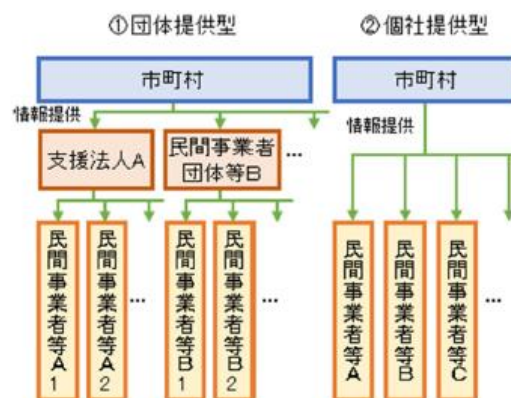 ①団体提供型
②個社提供型
市町村
市町村
情報提供
情報提供
支援法人A
民間事業者
団体等B
…
民間事業者等A1
民間事業者等A2
…
民間事業者等B1
民間事業者等B2
…
民間事業者等A
民間事業者等B
民間事業者等C
…